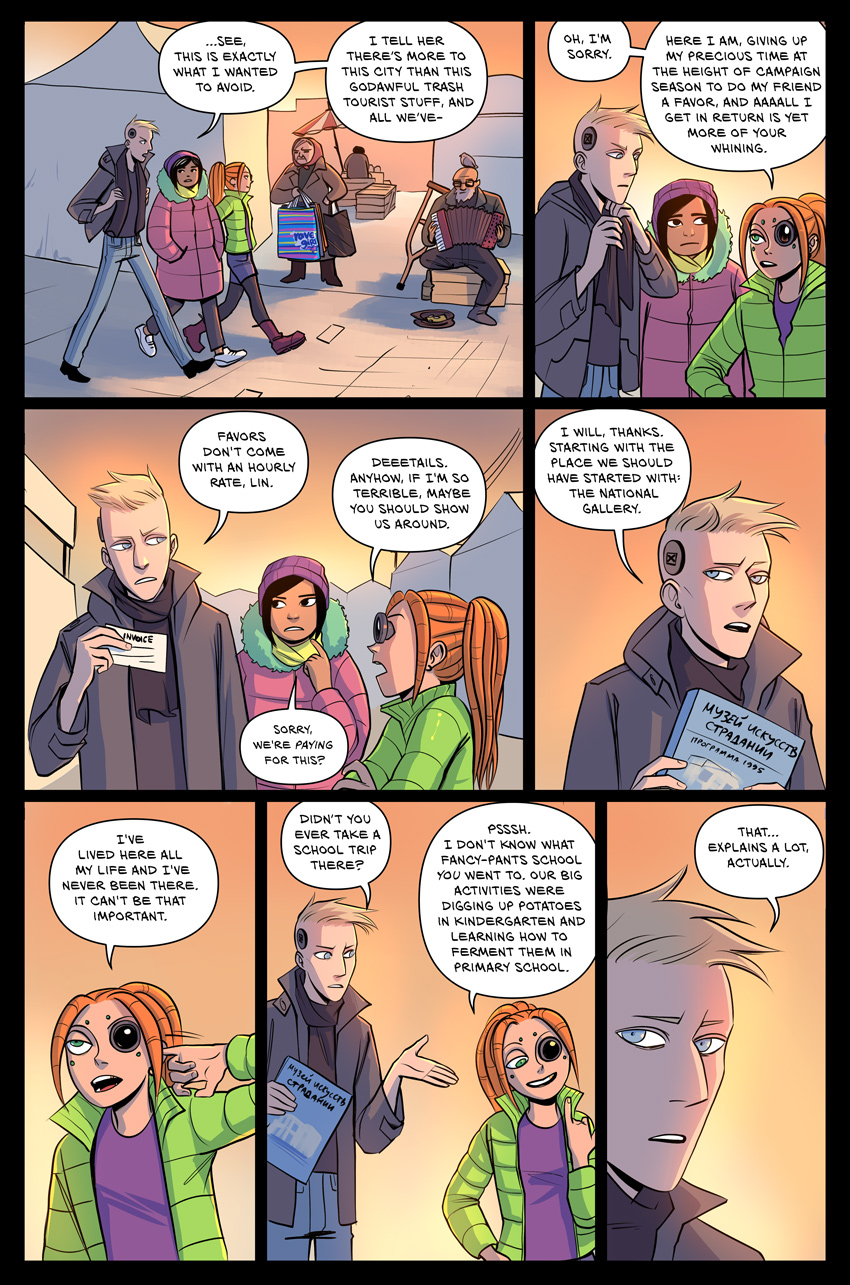 ...SEE,
THIS IS EXACTLY
WHAT I WANTED
TO AVOID.
I TELL HER
THERE'S MORE TO
THIS CITY THAN THIS
GODAWFUL TRASH
TOURIST STUFF, AND
ALL WE'VE-
OH, I'M
SORRY.
HERE I AM, GIVING UP
MY PRECIOUS TIME AT
THE HEIGHT OF CAMPAIGN
SEASON TO DO MY FRIEND
A FAVOR, AND AAAALL I
GET IN RETURN IS YET
MORE OF YOUR
WHINING.
FAVORS
DON'T COME
WITH AN HOURLY
RATE, LIN.
INVOICE
DEEETAILS.
ANYHOW, IF I'M SO
TERRIBLE, MAYBE
YOU SHOULD SHOW
US AROUND.
SORRY,
WE'RE PAYING
FOR THIS?
I WILL, THANKS.
STARTING WITH THE
PLACE WE SHOULD
HAVE STARTED WITH:
THE NATIONAL
GALLERY.
МУЗЕЙ ИСКУССТВ
СТРАДАНИИ
ПРОГРАММА 1995
I'VE
LIVED HERE ALL
MY LIFE AND I'VE
NEVER BEEN THERE.
IT CAN'T BE THAT
IMPORTANT.
DIDN'T YOU
EVER TAKE A
SCHOOL TRIP
THERE?
МУЗЕЙ ИСКУССТВ
СТРАДАНИИ
PSSSH.
I DON'T KNOW WHAT
FANCY-PANTS SCHOOL
YOU WENT TO. OUR BIG
ACTIVITIES WERE
DIGGING UP POTATOES
IN KINDERGARTEN AND
LEARNING HOW TO
FERMENT THEM IN
PRIMARY SCHOOL.
THAT...
EXPLAINS A LOT,
ACTUALLY.